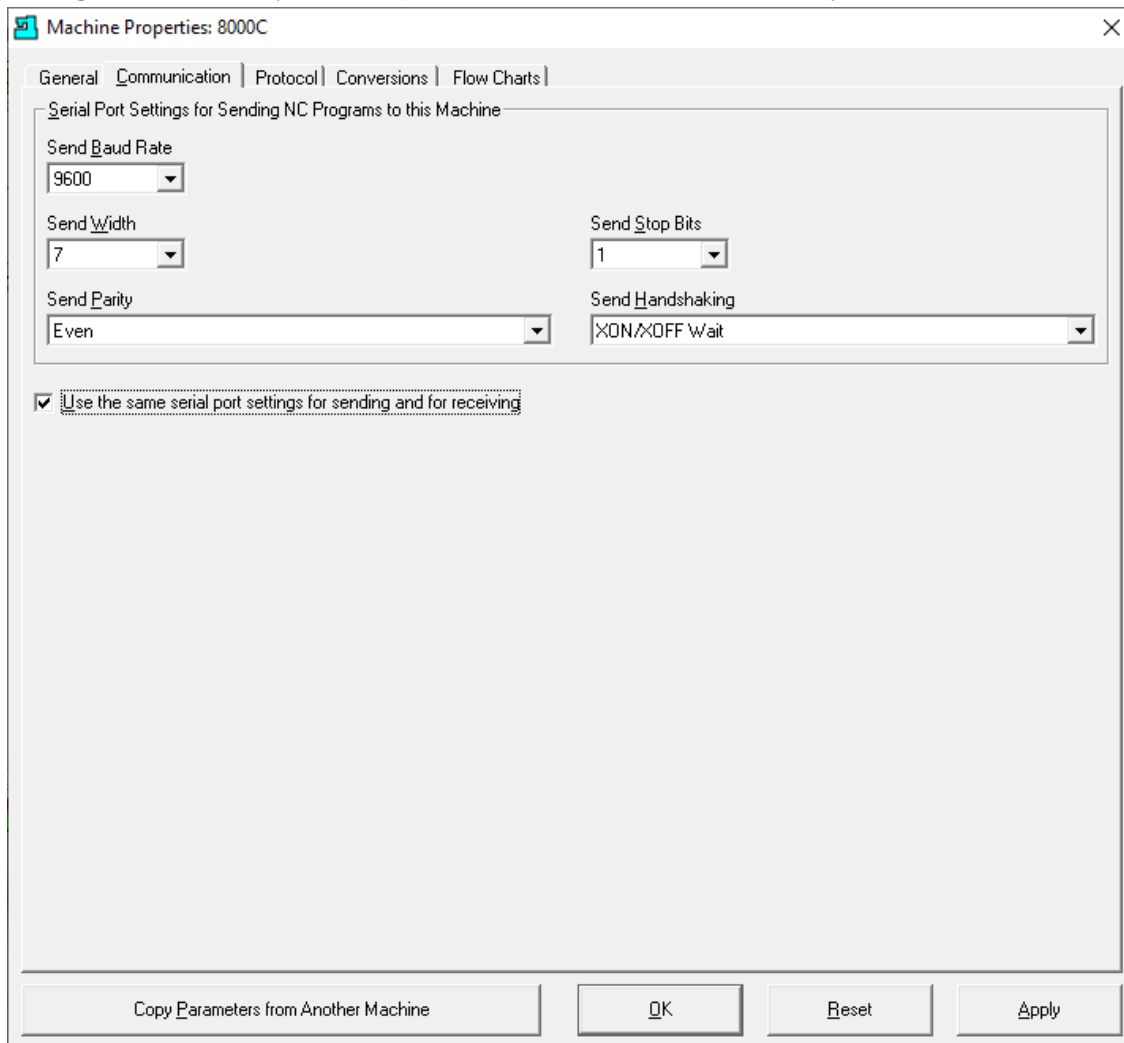 Machine Properties: 8000C
General Communication Protocol Conversions Flow Charts
Serial Port Settings for Sending NC Programs to this Machine
Send Baud Rate
9600
Send Width
Send Stop Bits
7
1
Send Parity
Send Handshaking
Even
XON/XOFF Wait
Use the same serial port settings for sending and for receiving
Copy Parameters from Another Machine
OK
Reset
Apply